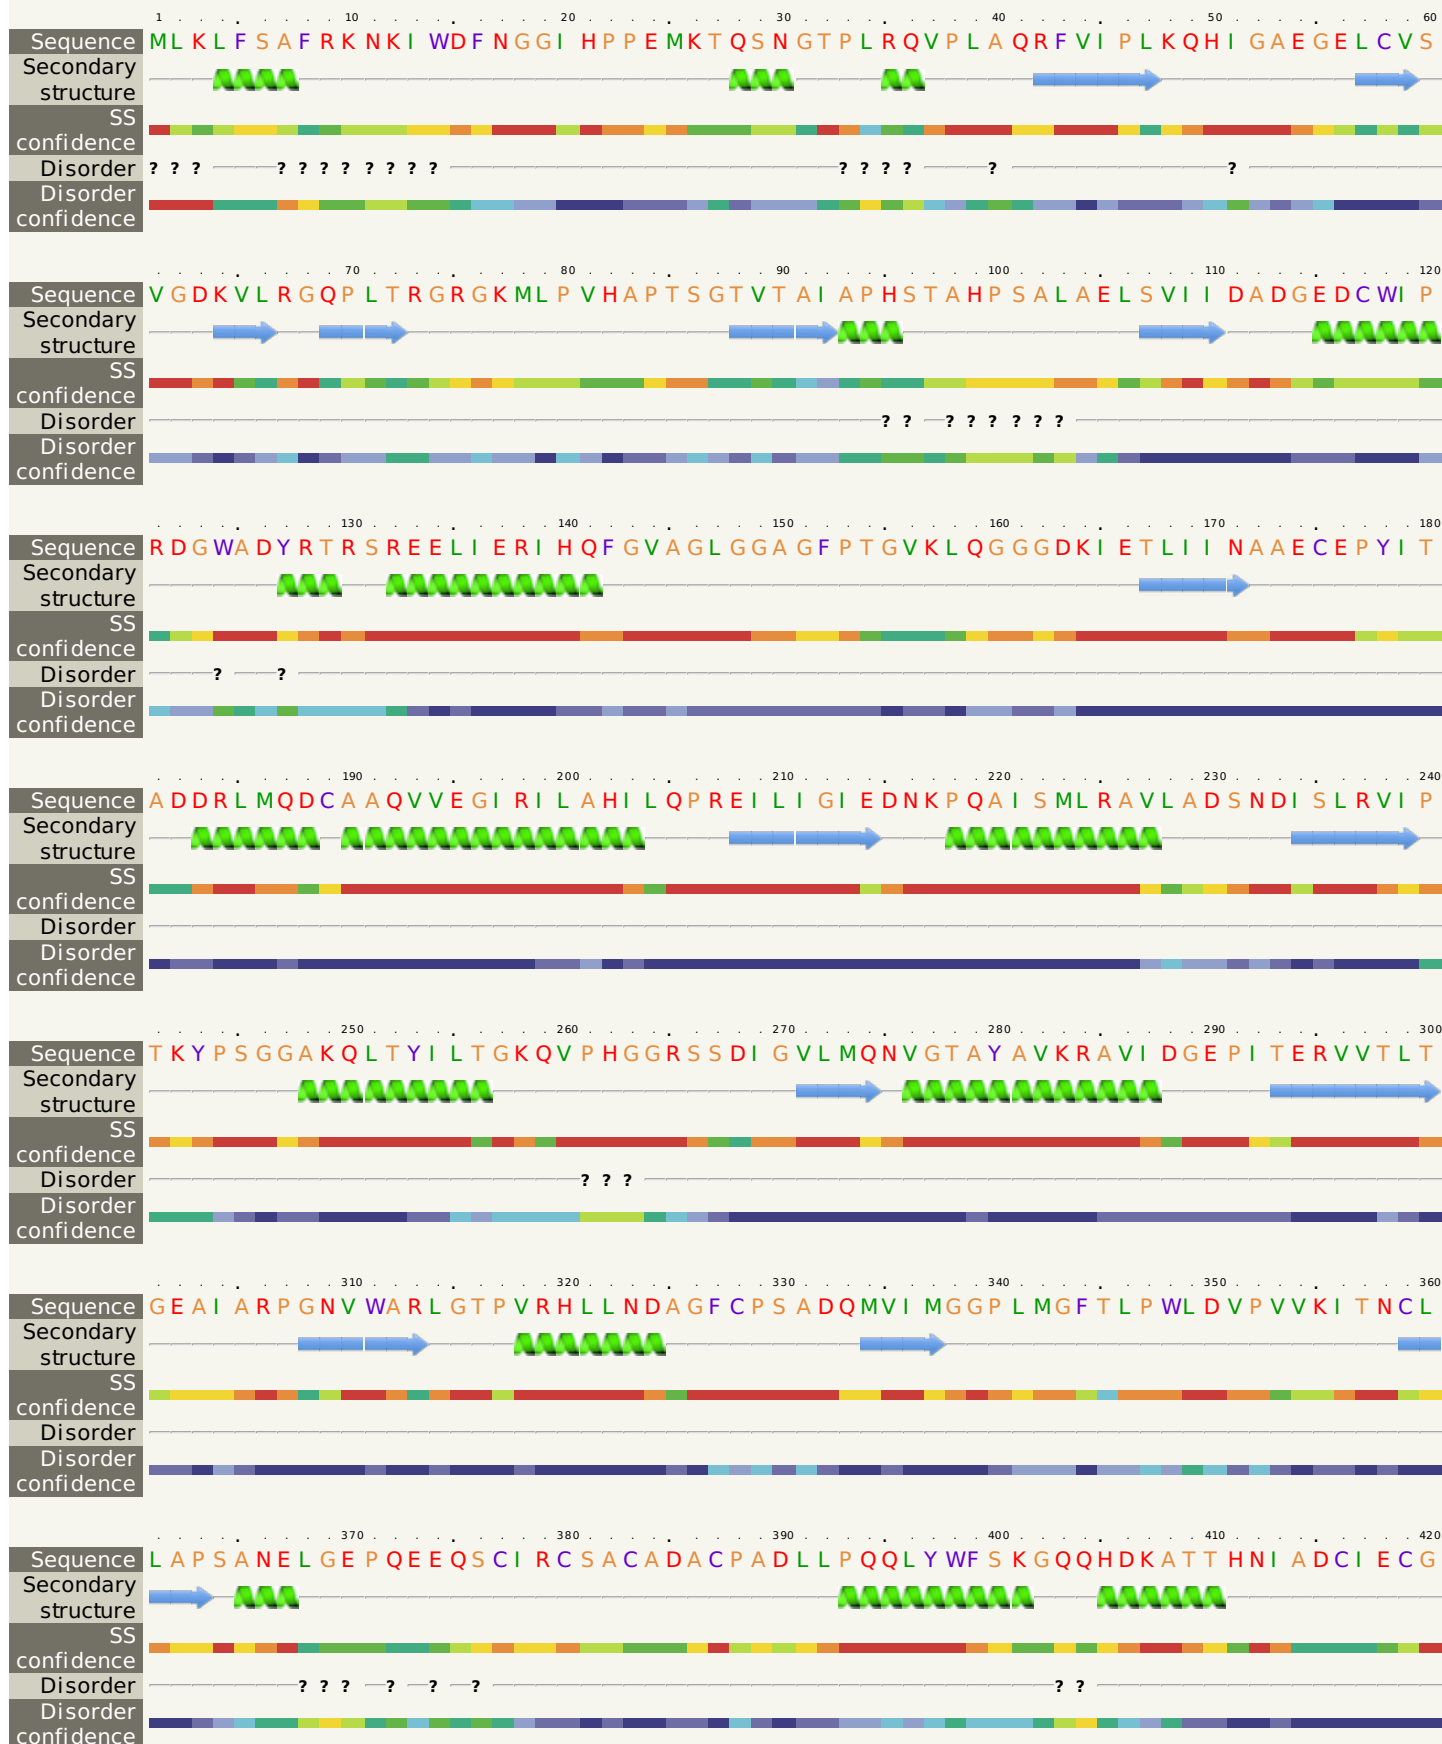 1 10 20 30 40 50 60
Sequence MLKLFSAFRKNKIWDFNGGIHPPEMKTQSNGTPLRQVPLAQRFVIPLKQHIGAEGELCVS
Secondary
structure
SS
confidence
Disorder ? ? ? ? ? ? ? ? ? ? ? ? ? ? ? ? ?
Disorder
confidence
70 80 90 100 110 120
Sequence VGDKVLRGQPLTRGRGKMLPVHAPTSGTVTAIAPHSTAHPSALAELSVIIDADGEDCWIP
Secondary
structure
SS
confidence
Disorder ? ? ? ? ? ? ? ?
Disorder
confidence
130 140 150 160 170 180
Sequence RDGWADYRTRSREELIERIHQFGVAGLGGAGFPTGVKLQGGGDKIETLIINAAECEPYIT
Secondary
structure
SS
confidence
Disorder ? ?
Disorder
confidence
190 200 210 220 230 240
Sequence ADDRLMQDCAAQVVEGIRILAHILQPREILIGIEDNKPQAISMLRAVLADSNDISLRVIP
Secondary
structure
SS
confidence
Disorder
Disorder
confidence
250 260 270 280 290 300
Sequence TKYPSGGAKQLTYILTGKQVPHGGRSSDIGVLMQNVGTAYAVKRAVIDGEPITERVVTLT
Secondary
structure
SS
confidence
Disorder ? ? ?
Disorder
confidence
310 320 330 340 350 360
Sequence GEAIARPGNVWARLGTPVRHLLNDAGFCPSADQMVIMGGPLMGFTLPWLDVPVVKITNCL
Secondary
structure
SS
confidence
Disorder
Disorder
confidence
370 380 390 400 410 420
Sequence LAPSANELGEPQEEQSCIRCSACADACPADLLPQQLYWFSKGQQHDKATTHNIADCIECG
Secondary
structure
SS
confidence
Disorder ? ? ? ? ? ? ? ?
Disorder
confidence